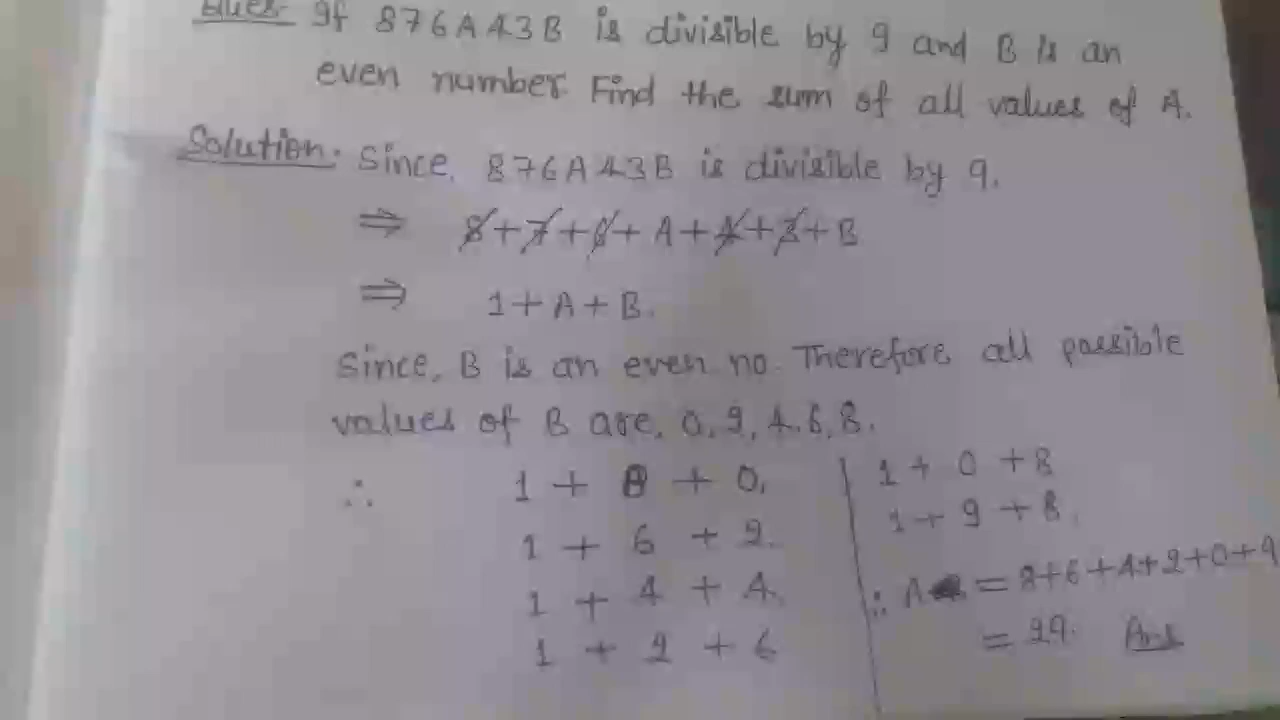 Ques. If 876A43B is divisible by 9 and B is an
even number. Find the sum of all values of A.
Solution. Since, 876A43B is divisible by 9.
⇒ 8+7+6+A+4+3+B
⇒ 1+A+B.
Since, B is an even no. Therefore all possible
values of B are, 0,2,4,6,8.
∴ 1 + 8 + 0,
1 + 6 + 2.
1 + 4 + 4.
1 + 2 + 6
1 + 0 + 8
1 + 9 + 8.
∴ A = 8+6+4+2+0+9
= 29. Ans